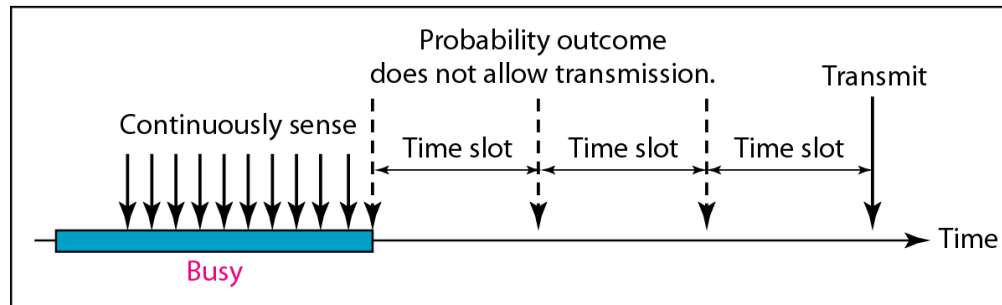 Probability outcome
does not allow transmission.
Transmit
Continuously sense
Time slot
Time slot
Time slot
Time
Busy